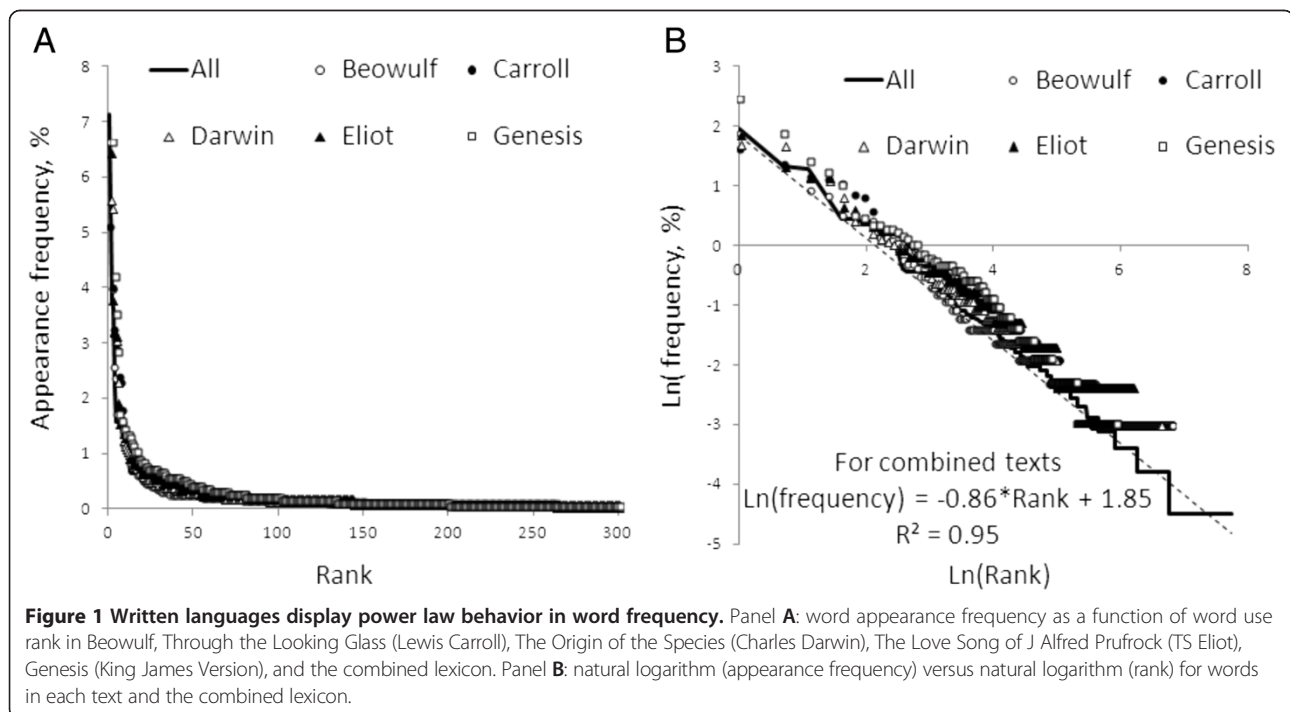 A
All Beowulf Carroll
Darwin Eliot Genesis
Appearance frequency, %
8
7
6
5
4
3
2
1
0
0 50 100 150 200 250 300
Rank
B
All Beowulf Carroll
Darwin Eliot Genesis
Ln( frequency, %)
3
2
1
0
-1
-2
-3
-4
-5
0 2 4 6 8
For combined texts
Ln(frequency) = -0.86*Rank + 1.85
R² = 0.95
Ln(Rank)
Figure 1 Written languages display power law behavior in word frequency. Panel A: word appearance frequency as a function of word use
rank in Beowulf, Through the Looking Glass (Lewis Carroll), The Origin of the Species (Charles Darwin), The Love Song of J Alfred Prufrock (TS Eliot),
Genesis (King James Version), and the combined lexicon. Panel B: natural logarithm (appearance frequency) versus natural logarithm (rank) for words
in each text and the combined lexicon.